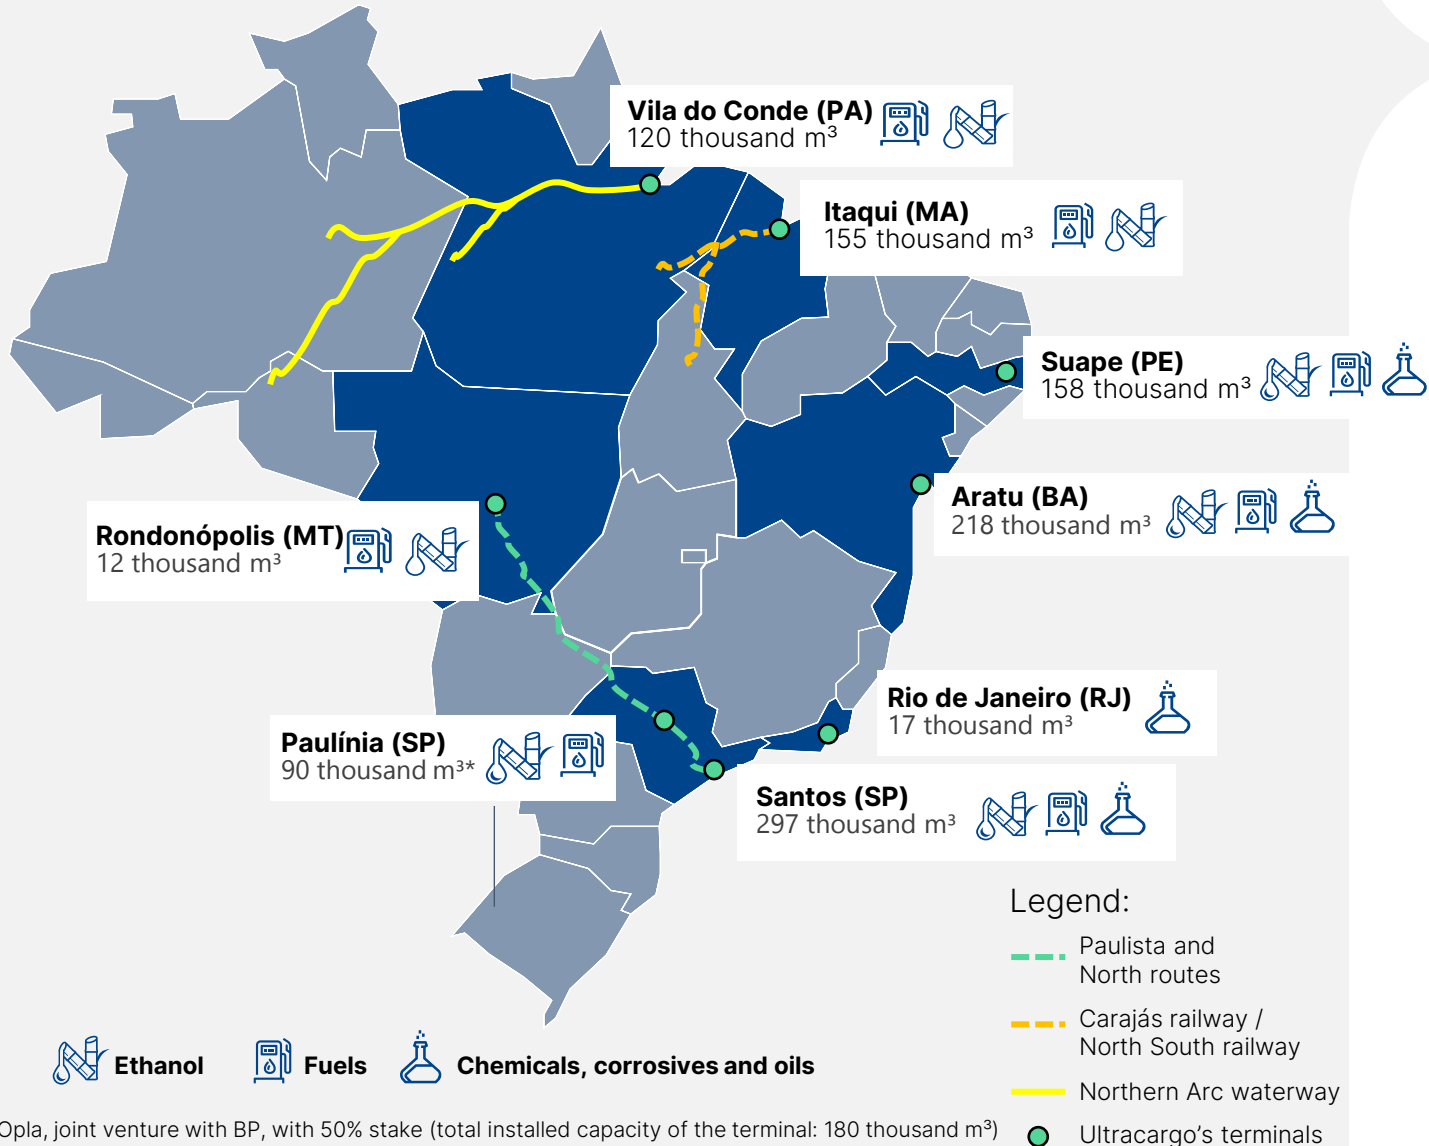 Vila do Conde (PA)
120 thousand m³
Itaqui (MA)
155 thousand m³
Suape (PE)
158 thousand m³
Aratu (BA)
218 thousand m³
Rondonópolis (MT)
12 thousand m³
Rio de Janeiro (RJ)
17 thousand m³
Paulínia (SP)
90 thousand m³*
Santos (SP)
297 thousand m³
Legend:
Paulista and
North routes
Carajás railway /
North South railway
Northern Arc waterway
Ultracargo's terminals
Ethanol
Fuels
Chemicals, corrosives and oils
Opla, joint venture with BP, with 50% stake (total installed capacity of the terminal: 180 thousand m³)